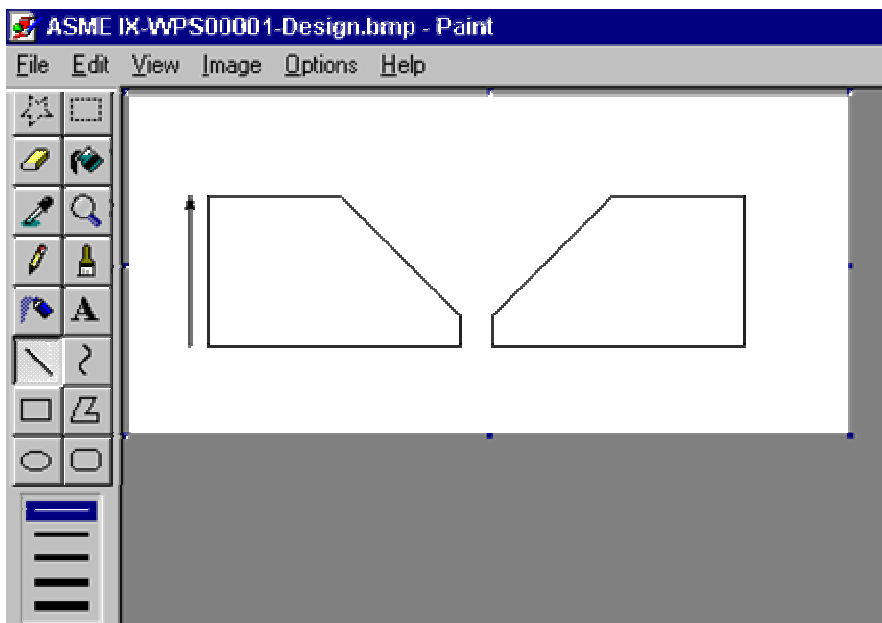 ASME IX-WPS00001-Design.bmp - Paint
File Edit View Image Options Help
A